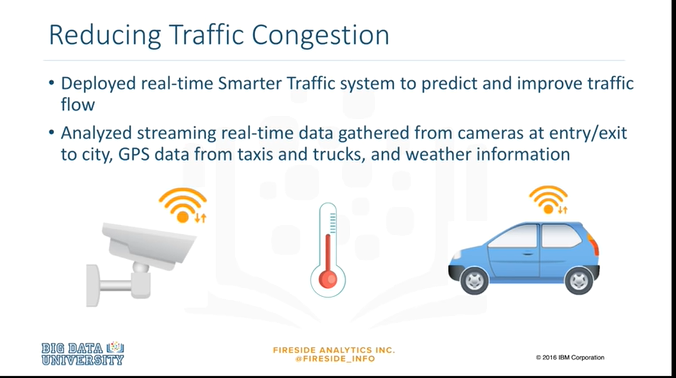 Reducing Traffic Congestion
• Deployed real-time Smarter Traffic system to predict and improve traffic
flow
• Analyzed streaming real-time data gathered from cameras at entry/exit
to city, GPS data from taxis and trucks, and weather information
BIG DATA
UNIVERSITY
FIRESIDE ANALYTICS INC.
@FIRESIDE_INFO
© 2016 IBM Corporation